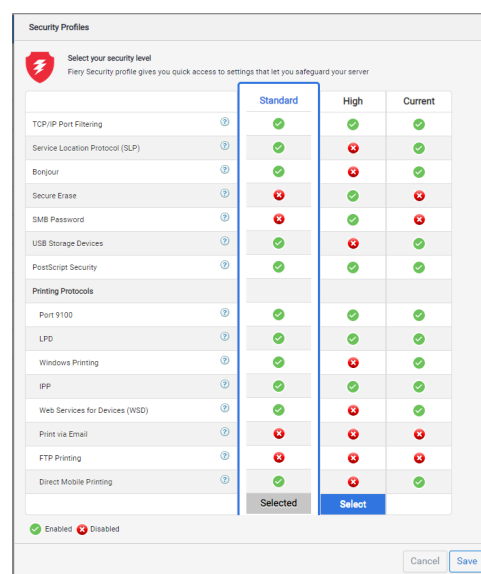 Security Profiles
Select your security level
Fiery Security profile gives you quick access to settings that let you safeguard your server
Standard High Current
TCP/IP Port Filtering ?
Service Location Protocol (SLP) ?
Bonjour ?
Secure Erase ?
SMB Password ?
USB Storage Devices ?
PostScript Security ?
Printing Protocols
Port 9100 ?
LPD ?
Windows Printing ?
IPP ?
Web Services for Devices (WSD) ?
Print via Email ?
FTP Printing ?
Direct Mobile Printing ?
Selected Select
Enabled Disabled
Cancel Save